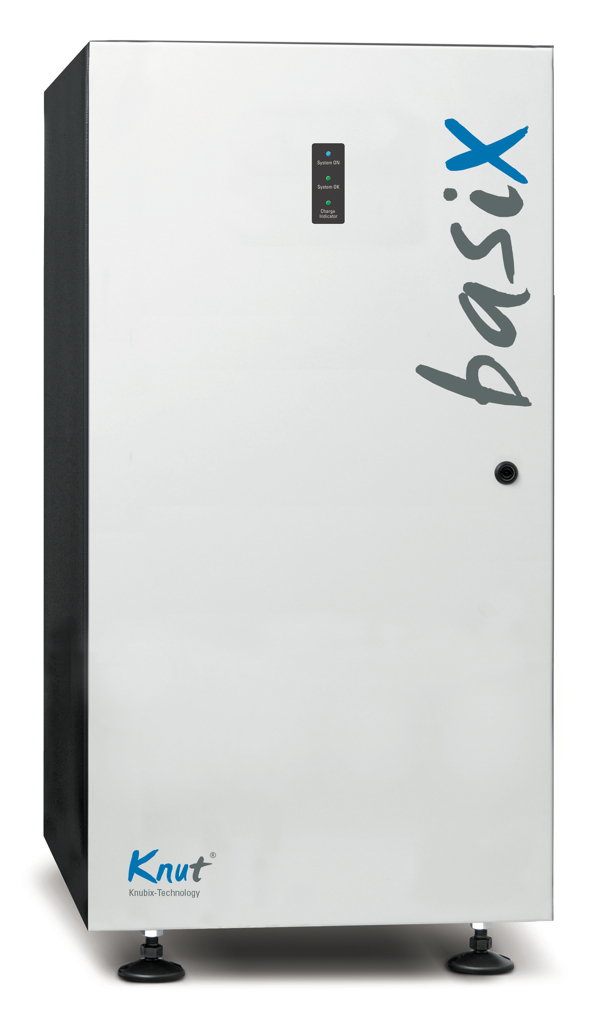 System ON
System OK
Charge
Indicator
basiX
Knut®
Knubix-Technology